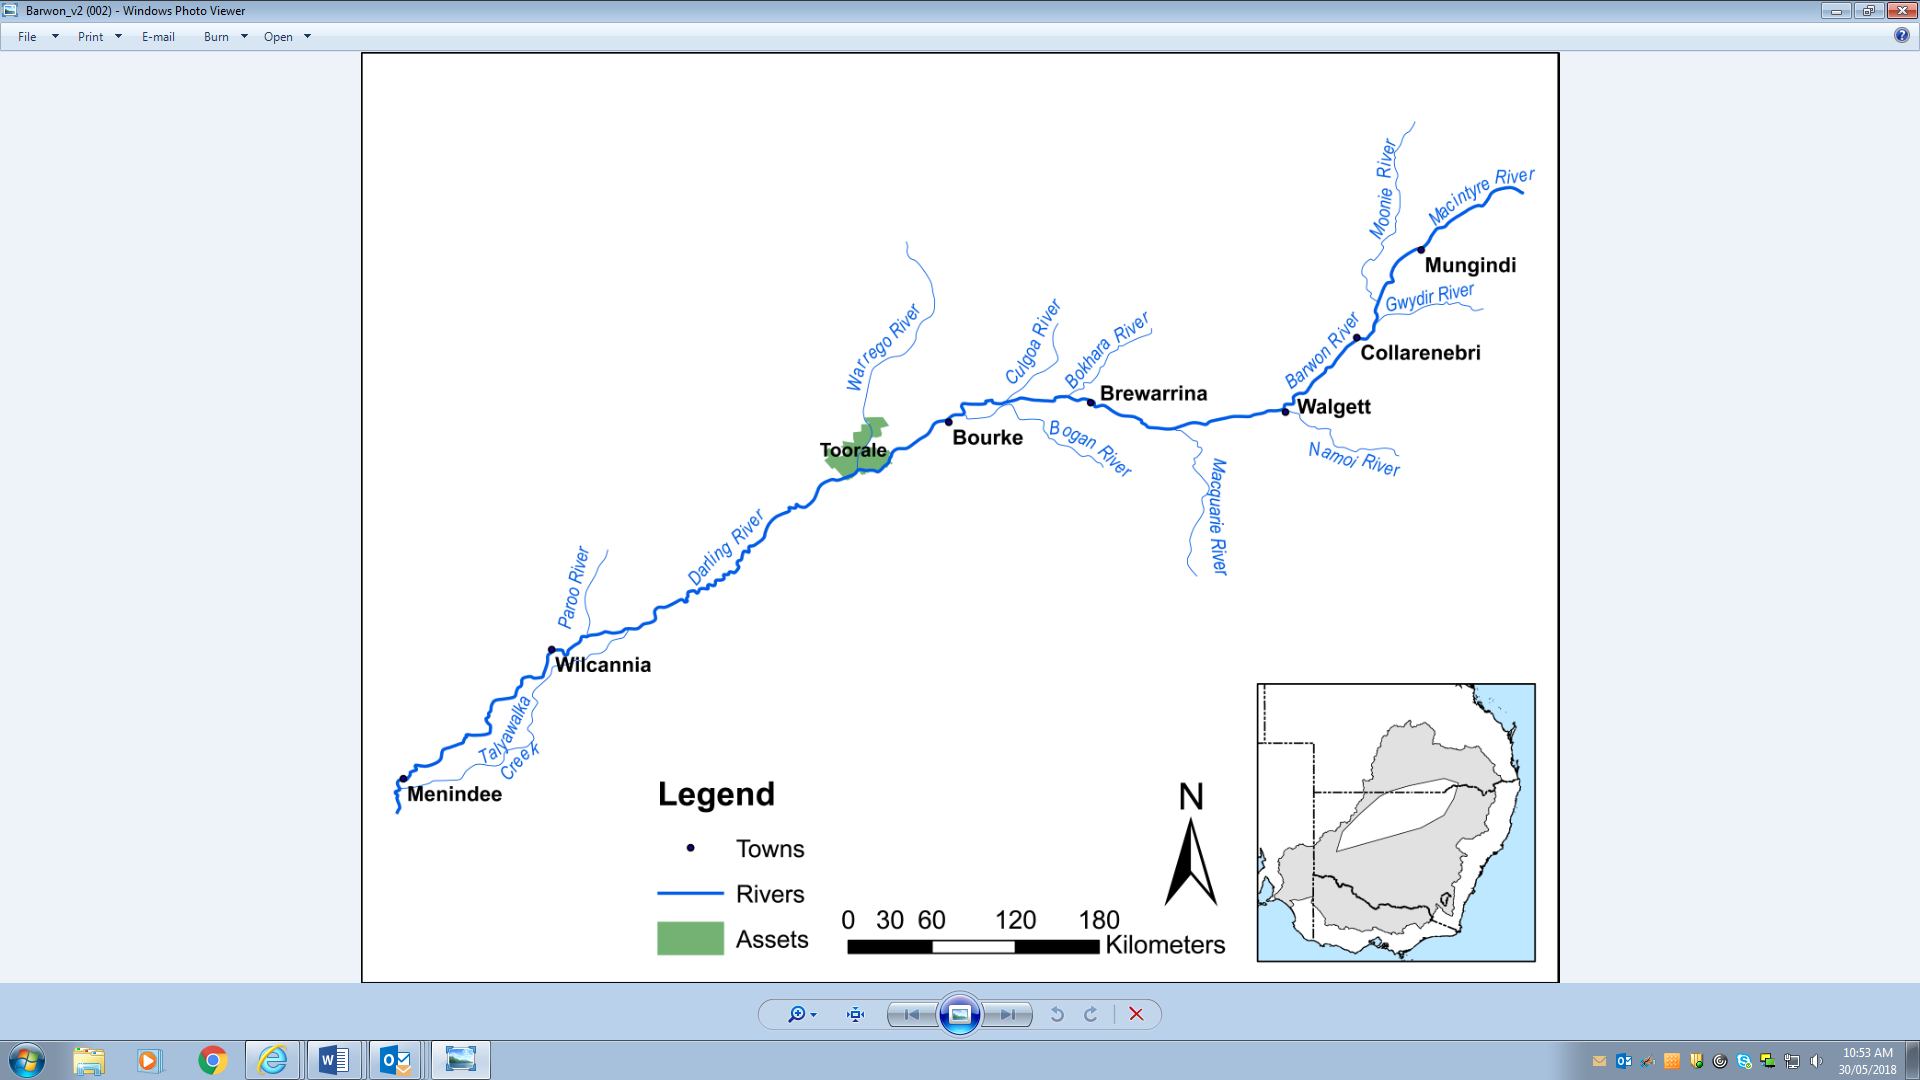 Barwon_v2 (002) - Windows Photo Viewer
File
Print
E-mail
Burn
Open
Moonie River
Macintyre River
Mungindi
Gwydir River
Warrego River
Culgoa River
Bokhara River
Barwon River
Collarenebri
Brewarrina
Walgett
Toorale
Bourke
Bogan River
Namoi River
Macquarie River
Darling River
Paroo River
Wilcannia
Talyawalka
Creek
Menindee
Legend
Towns
Rivers
Assets
N
0 30 60 120 180
Kilometers
10:53 AM
30/05/2018